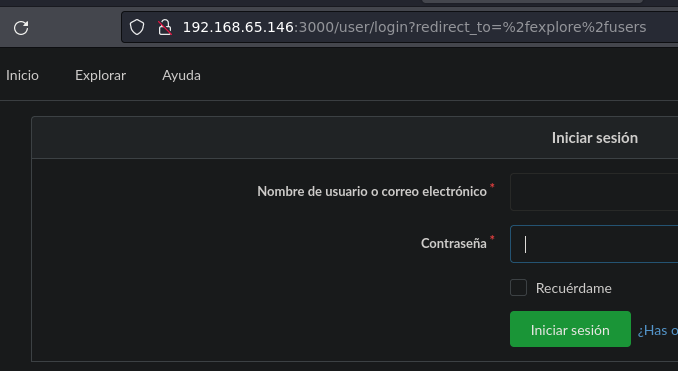 192.168.65.146:3000/user/login?redirect_to=%2fexplore%2fusers
Inicio Explorar Ayuda
Iniciar sesión
Nombre de usuario o correo electrónico *
Contraseña *
Recuérdame
Iniciar sesión ¿Has o